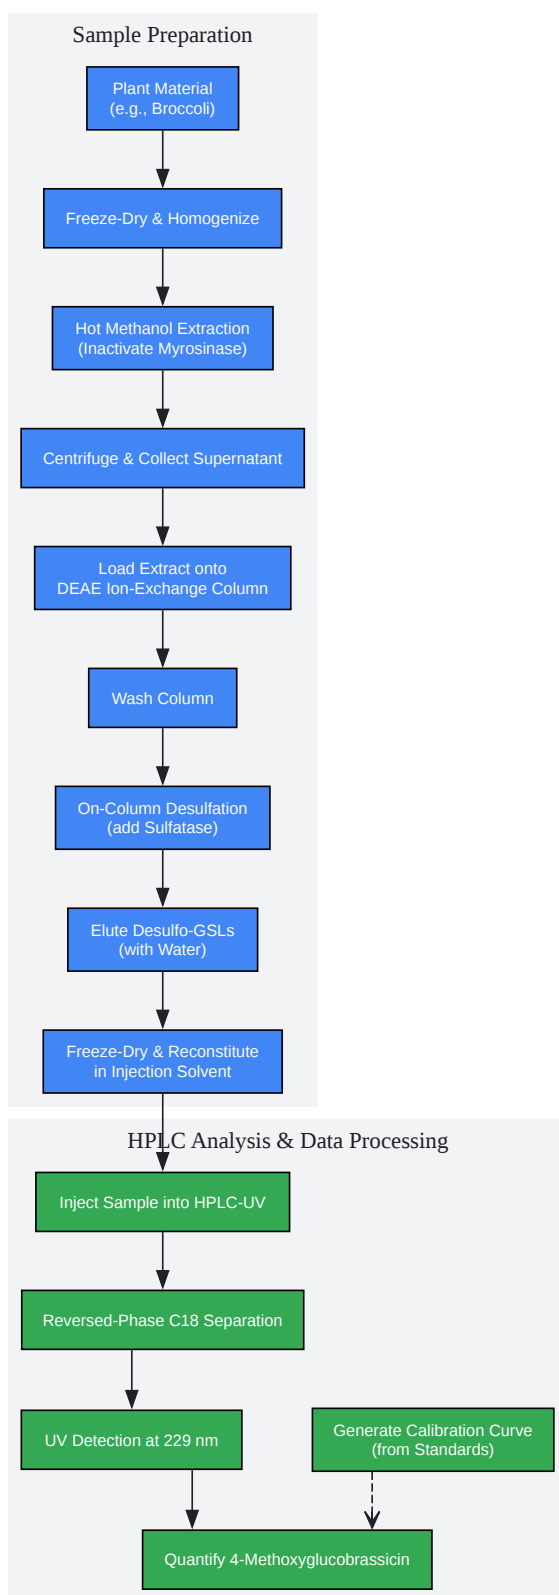 Sample Preparation
Plant Material
(e.g., Broccoli)
Freeze-Dry & Homogenize
Hot Methanol Extraction
(Inactivate Myrosinase)
Centrifuge & Collect Supernatant
Load Extract onto
DEAE Ion-Exchange Column
Wash Column
On-Column Desulfation
(add Sulfatase)
Elute Desulfo-GSLs
(with Water)
Freeze-Dry & Reconstitute
in Injection Solvent
HPLC Analysis & Data Processing
Inject Sample into HPLC-UV
Reversed-Phase C18 Separation
UV Detection at 229 nm
Generate Calibration Curve
(from Standards)
Quantify 4-Methoxyglucobrassicin